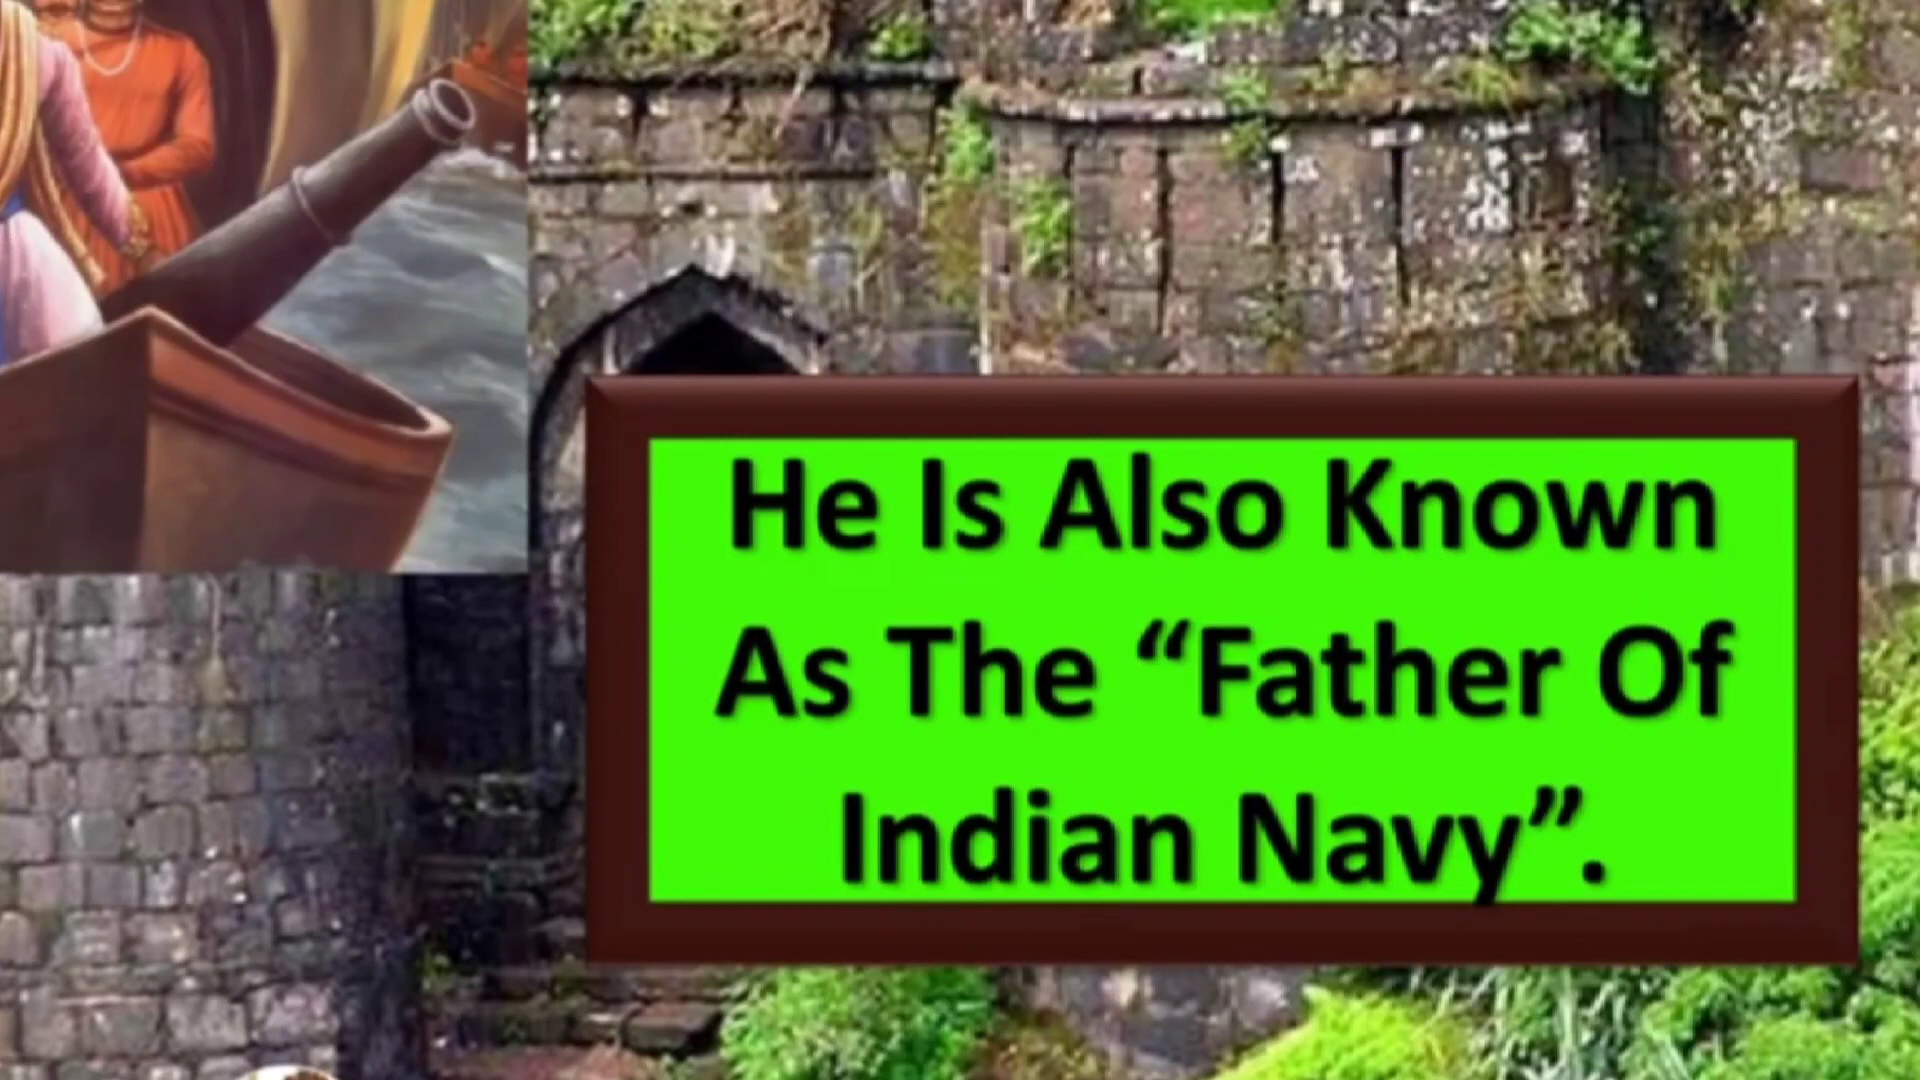 He Is Also Known
As The “Father Of
Indian Navy”.